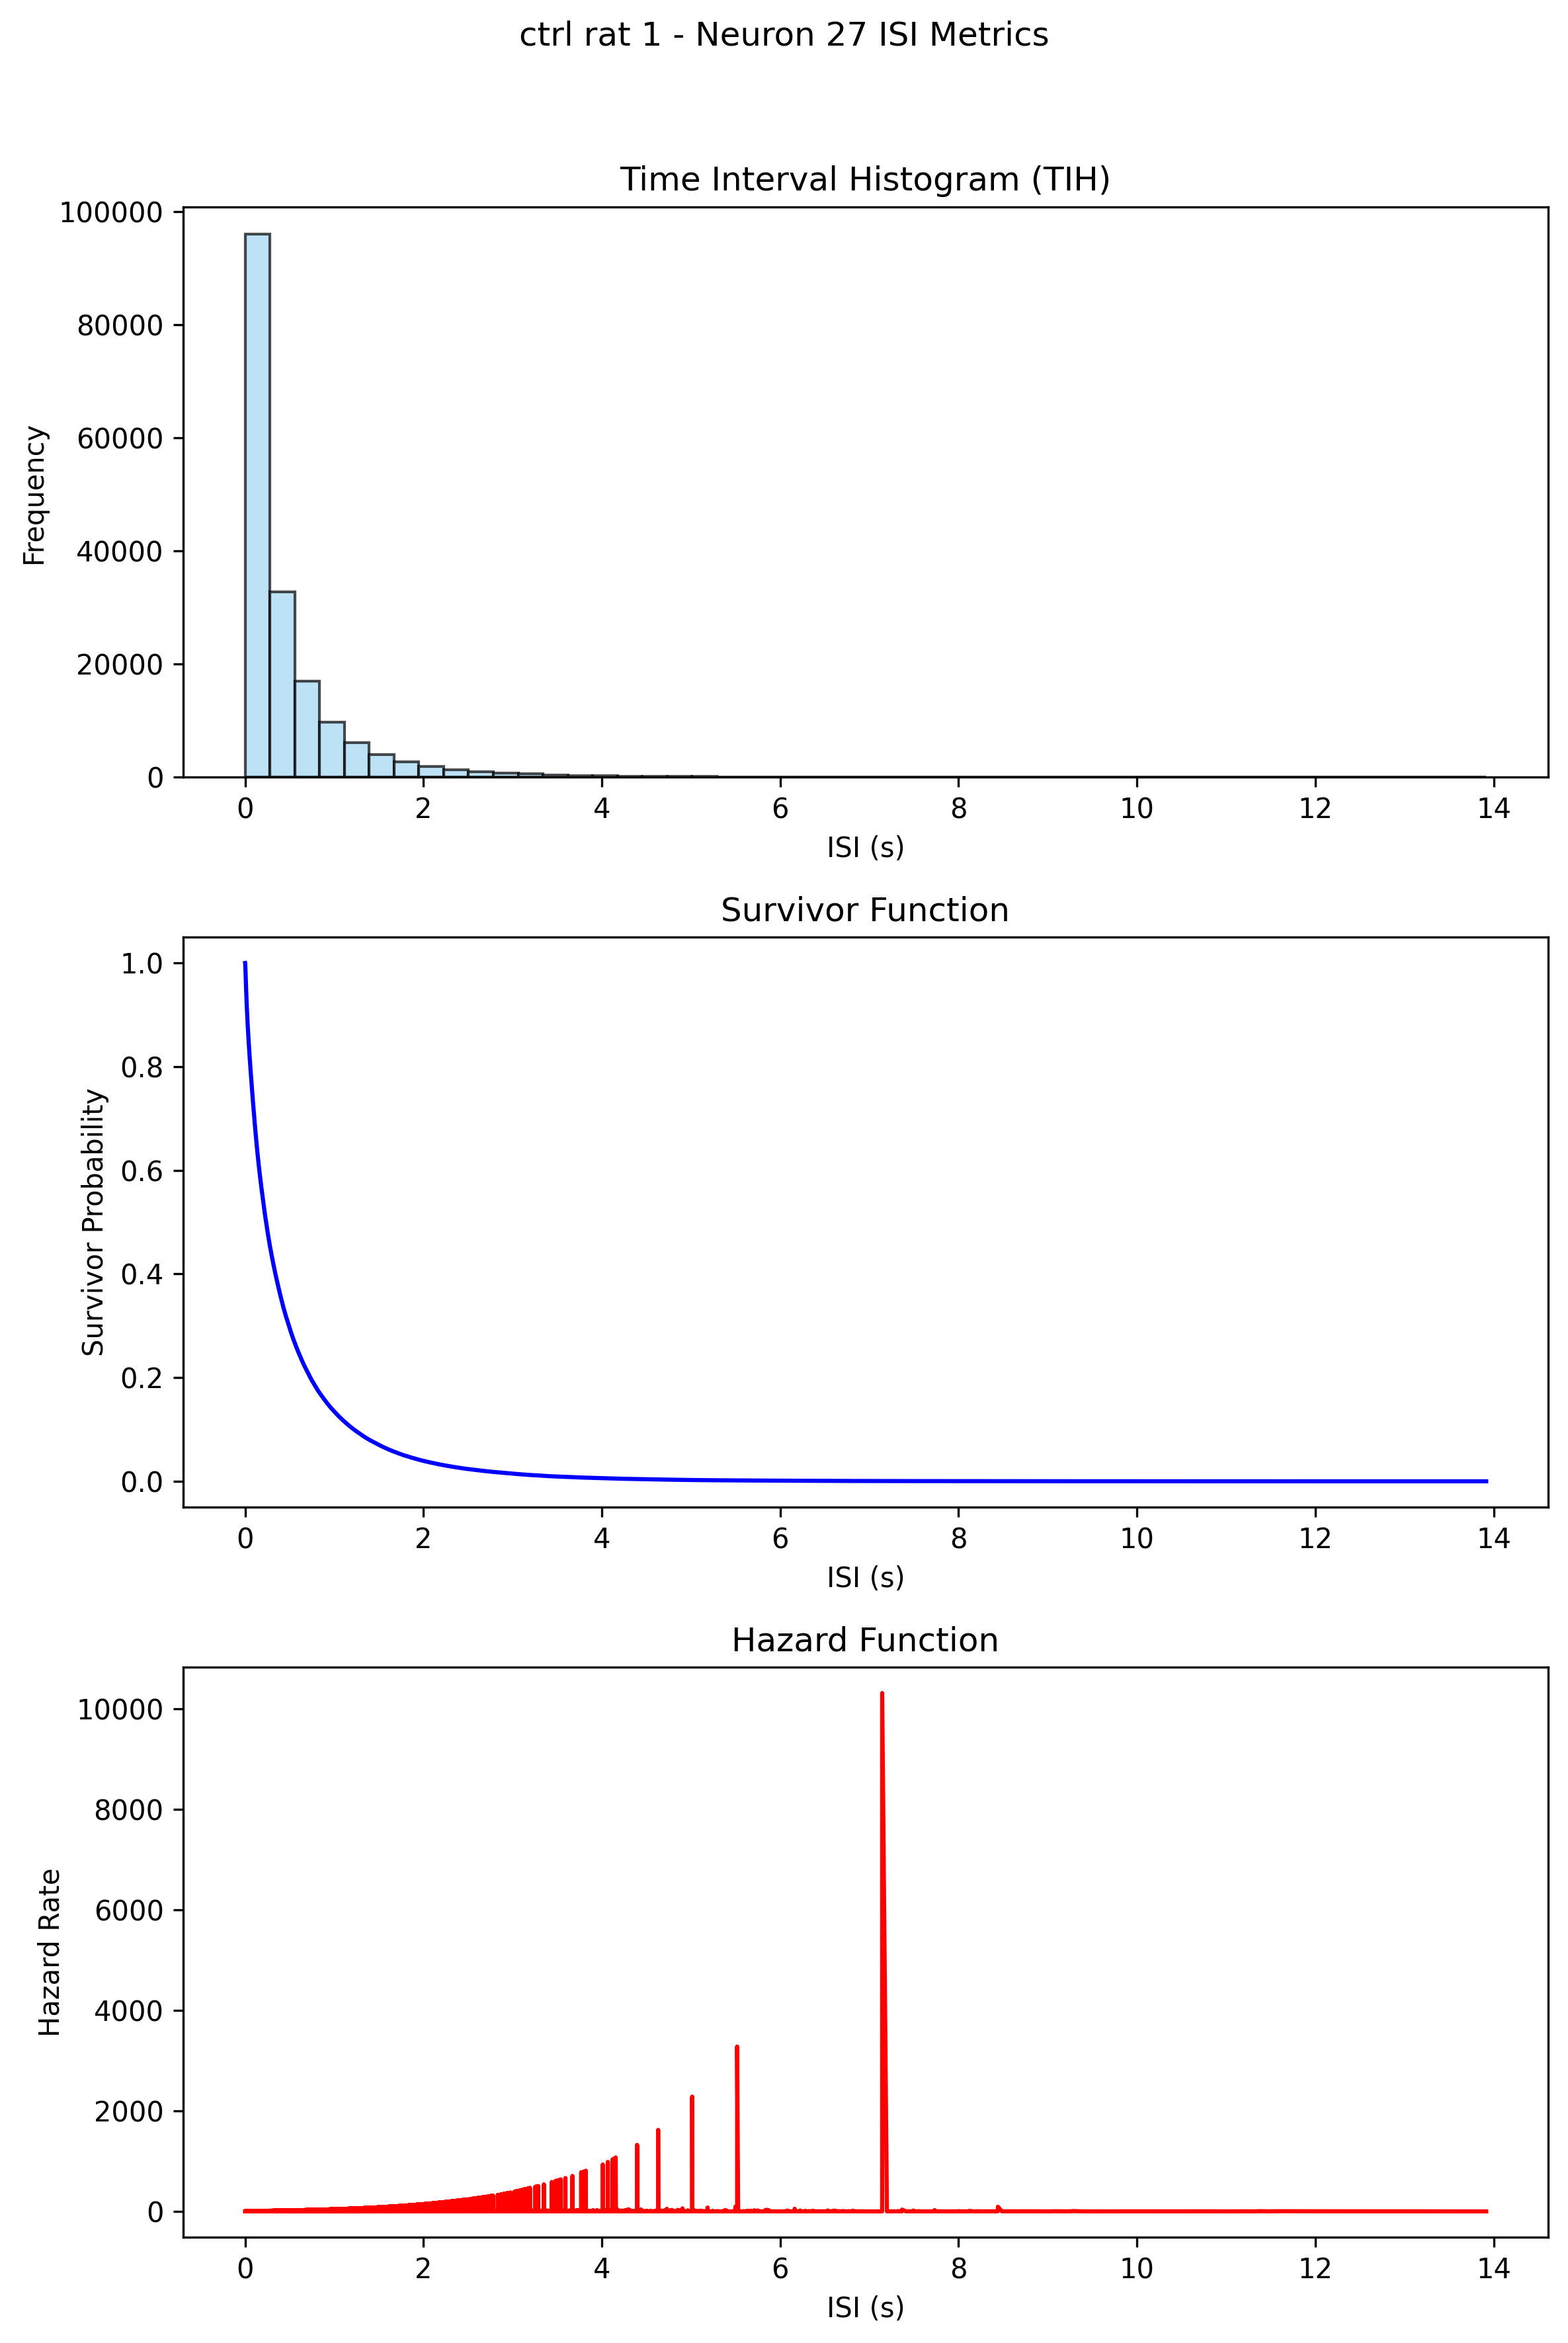 ctrl rat 1 - Neuron 27 ISI Metrics
Time Interval Histogram (TIH)
100000
80000
60000
40000
20000
0
Frequency
0 2 4 6 8 10 12 14
ISI (s)
Survivor Function
1.0
0.8
0.6
0.4
0.2
0.0
Survivor Probability
0 2 4 6 8 10 12 14
ISI (s)
Hazard Function
10000
8000
6000
4000
2000
0
Hazard Rate
0 2 4 6 8 10 12 14
ISI (s)